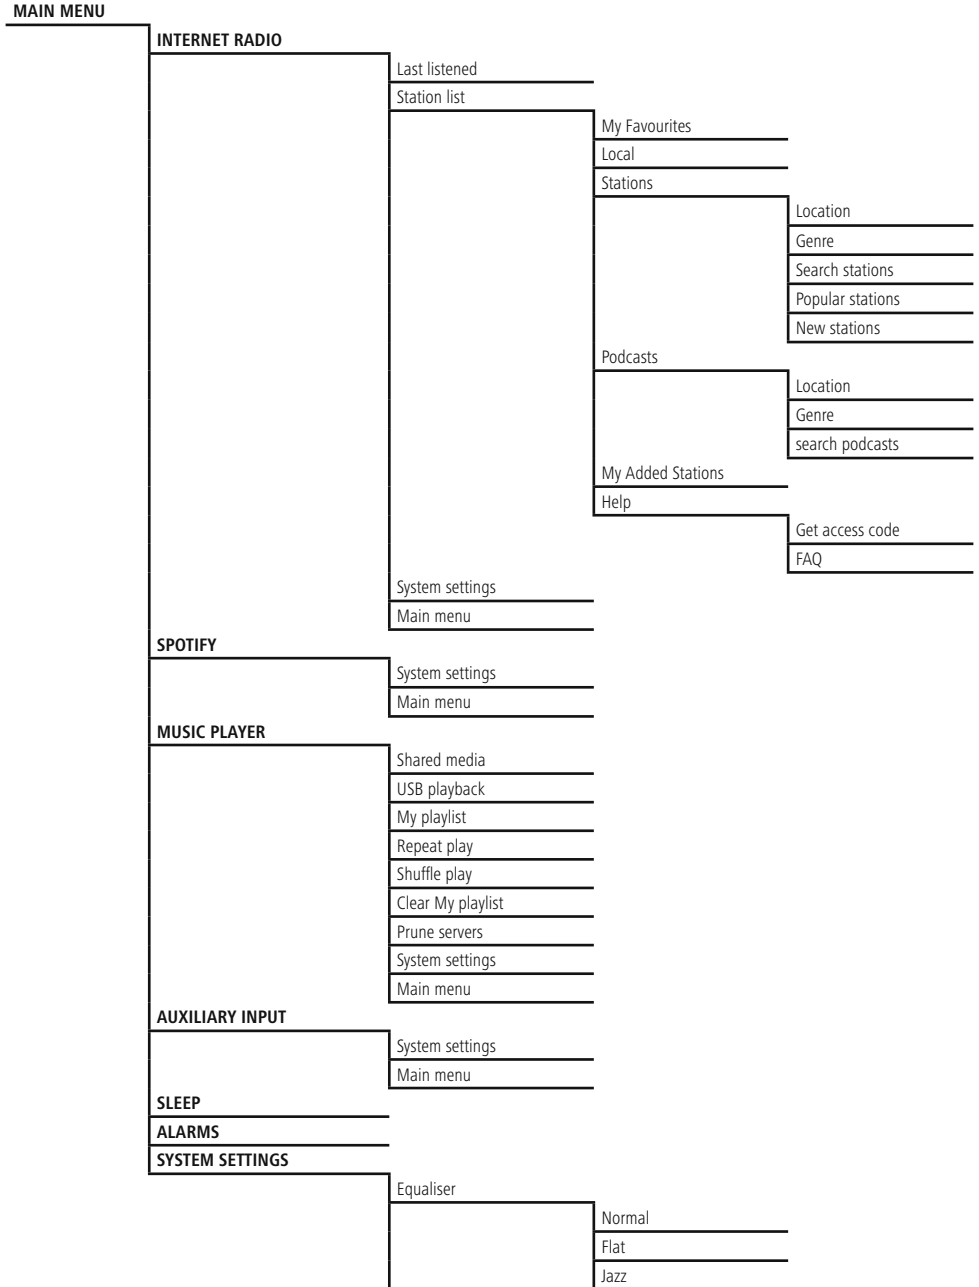 MAIN MENU
INTERNET RADIO
Last listened
Station list
My Favourites
Local
Stations
Location
Genre
Search stations
Popular stations
New stations
Podcasts
Location
Genre
search podcasts
My Added Stations
Help
Get access code
FAQ
System settings
Main menu
SPOTIFY
System settings
Main menu
MUSIC PLAYER
Shared media
USB playback
My playlist
Repeat play
Shuffle play
Clear My playlist
Prune servers
System settings
Main menu
AUXILIARY INPUT
System settings
Main menu
SLEEP
ALARMS
SYSTEM SETTINGS
Equaliser
Normal
Flat
Jazz